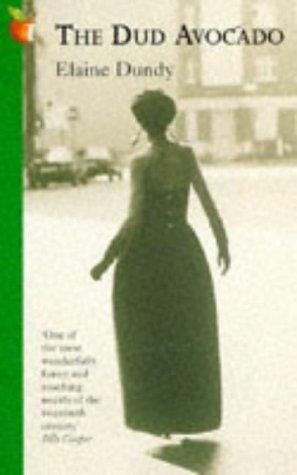 THE DUD AVOCADO
Elaine Dundy
'One of
the most
wonderfully
funny and
touching
novels of the
twentieth
century'
Jilly Cooper